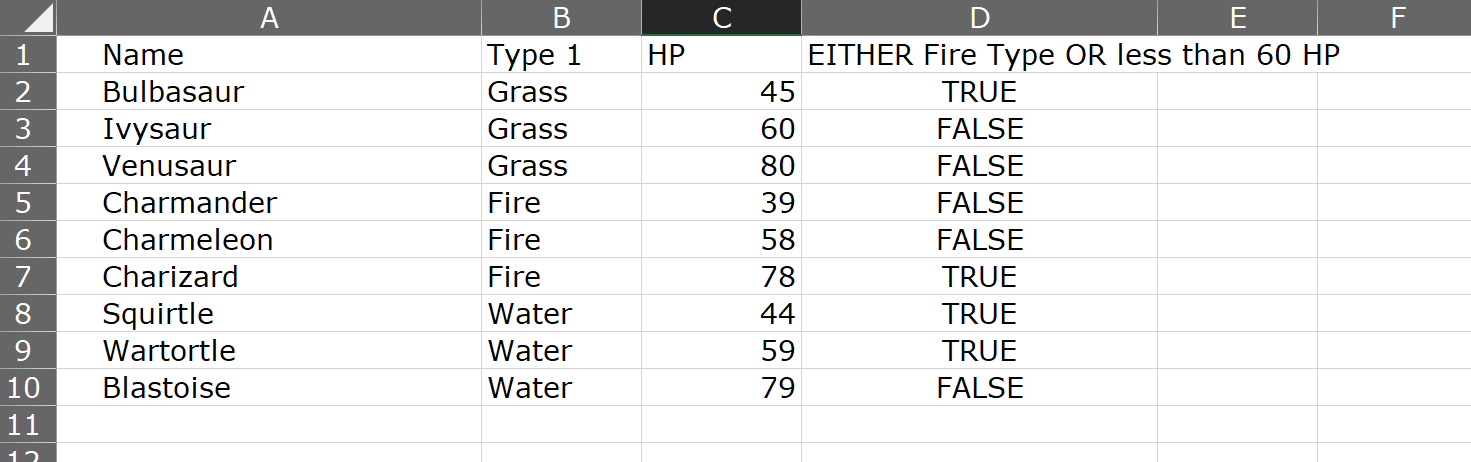 A B C D E F
1 Name Type 1 HP EITHER Fire Type OR less than 60 HP
2 Bulbasaur Grass 45 TRUE
3 Ivysaur Grass 60 FALSE
4 Venusaur Grass 80 FALSE
5 Charmander Fire 39 FALSE
6 Charmeleon Fire 58 FALSE
7 Charizard Fire 78 TRUE
8 Squirtle Water 44 TRUE
9 Wartortle Water 59 TRUE
10 Blastoise Water 79 FALSE
11
12